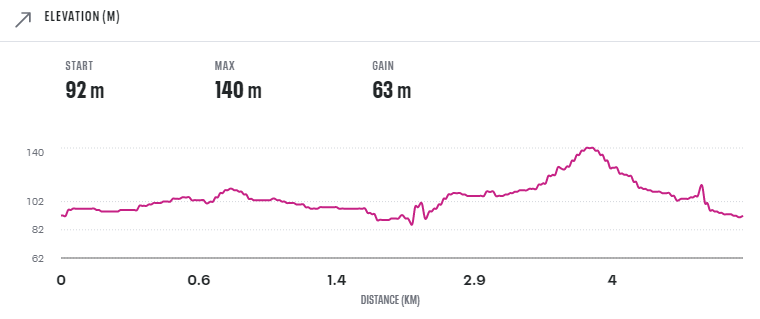 ELEVATION (M)
START MAX GAIN
92 m 140 m 63 m
140
102
82
62
0 0.6 1.4 2.9 4
DISTANCE (KM)